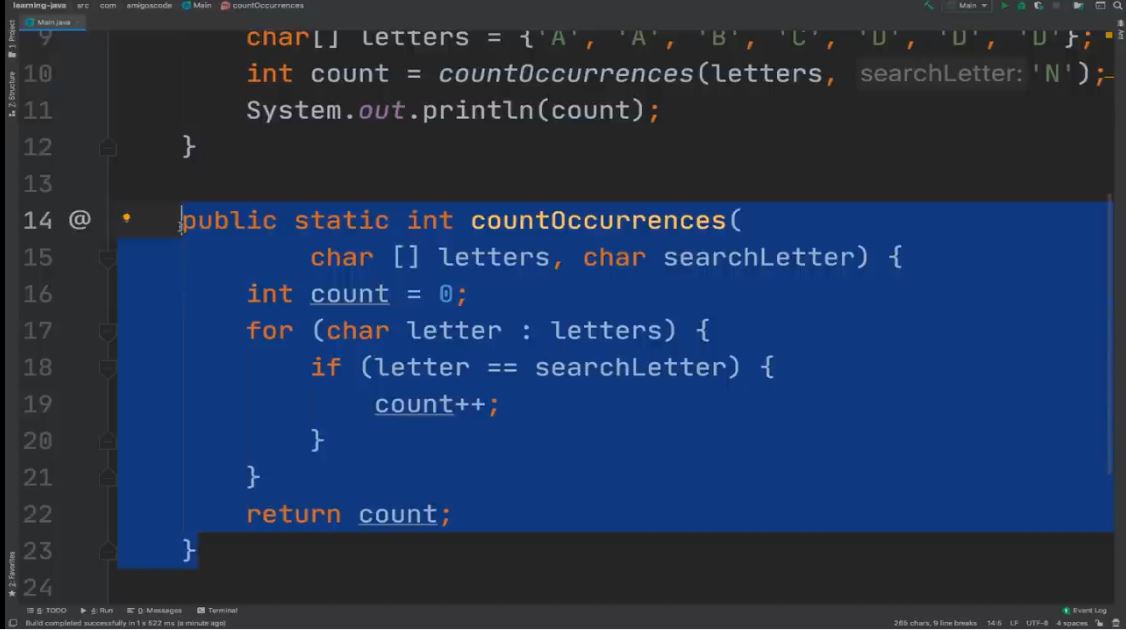 learning-java src com amigoscode Main countOccurrences
Main
Main.java
1: Project
7: Structure
2: Favorites
9 char[] letters = {'A', 'A', 'B', 'C', 'D', 'D', 'D'};
10 int count = countOccurrences(letters, searchLetter: 'N');
11 System.out.println(count);
12 }
13
14 @ public static int countOccurrences(
15 char [] letters, char searchLetter) {
16 int count = 0;
17 for (char letter : letters) {
18 if (letter == searchLetter) {
19 count++;
20 }
21 }
22 return count;
23 }
24
6: TODO 4: Run 0: Messages Terminal Event Log
Build completed successfully in 1 s 522 ms (a minute ago) 265 chars, 9 line breaks 14:5 LF UTF-8 4 spaces